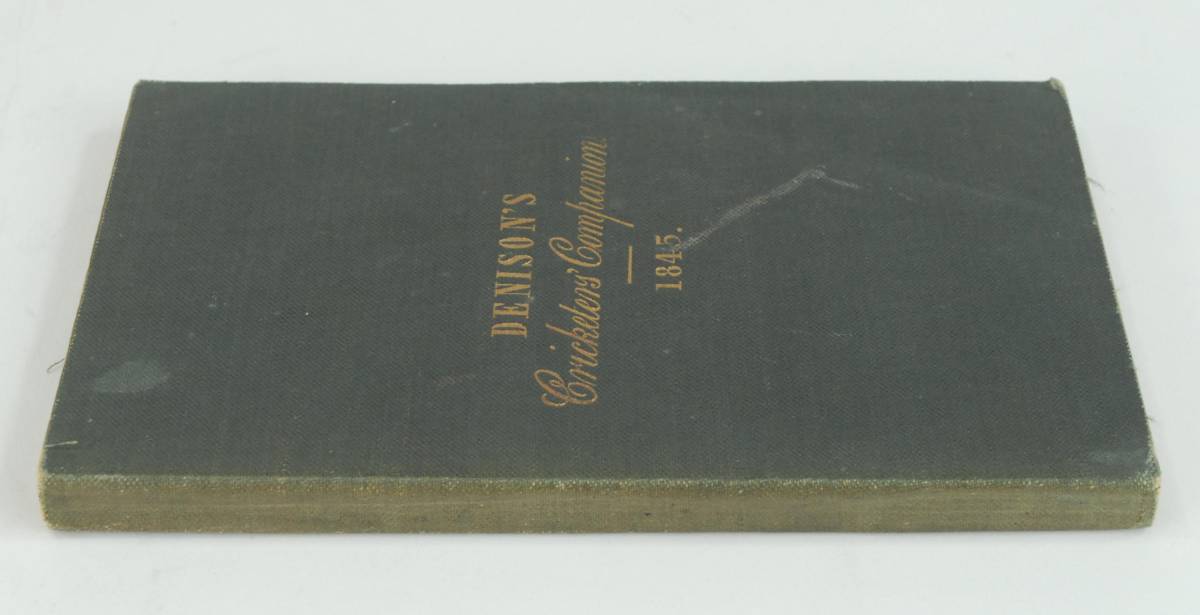 DENISON'S
Cricketers' Companion.
1845.